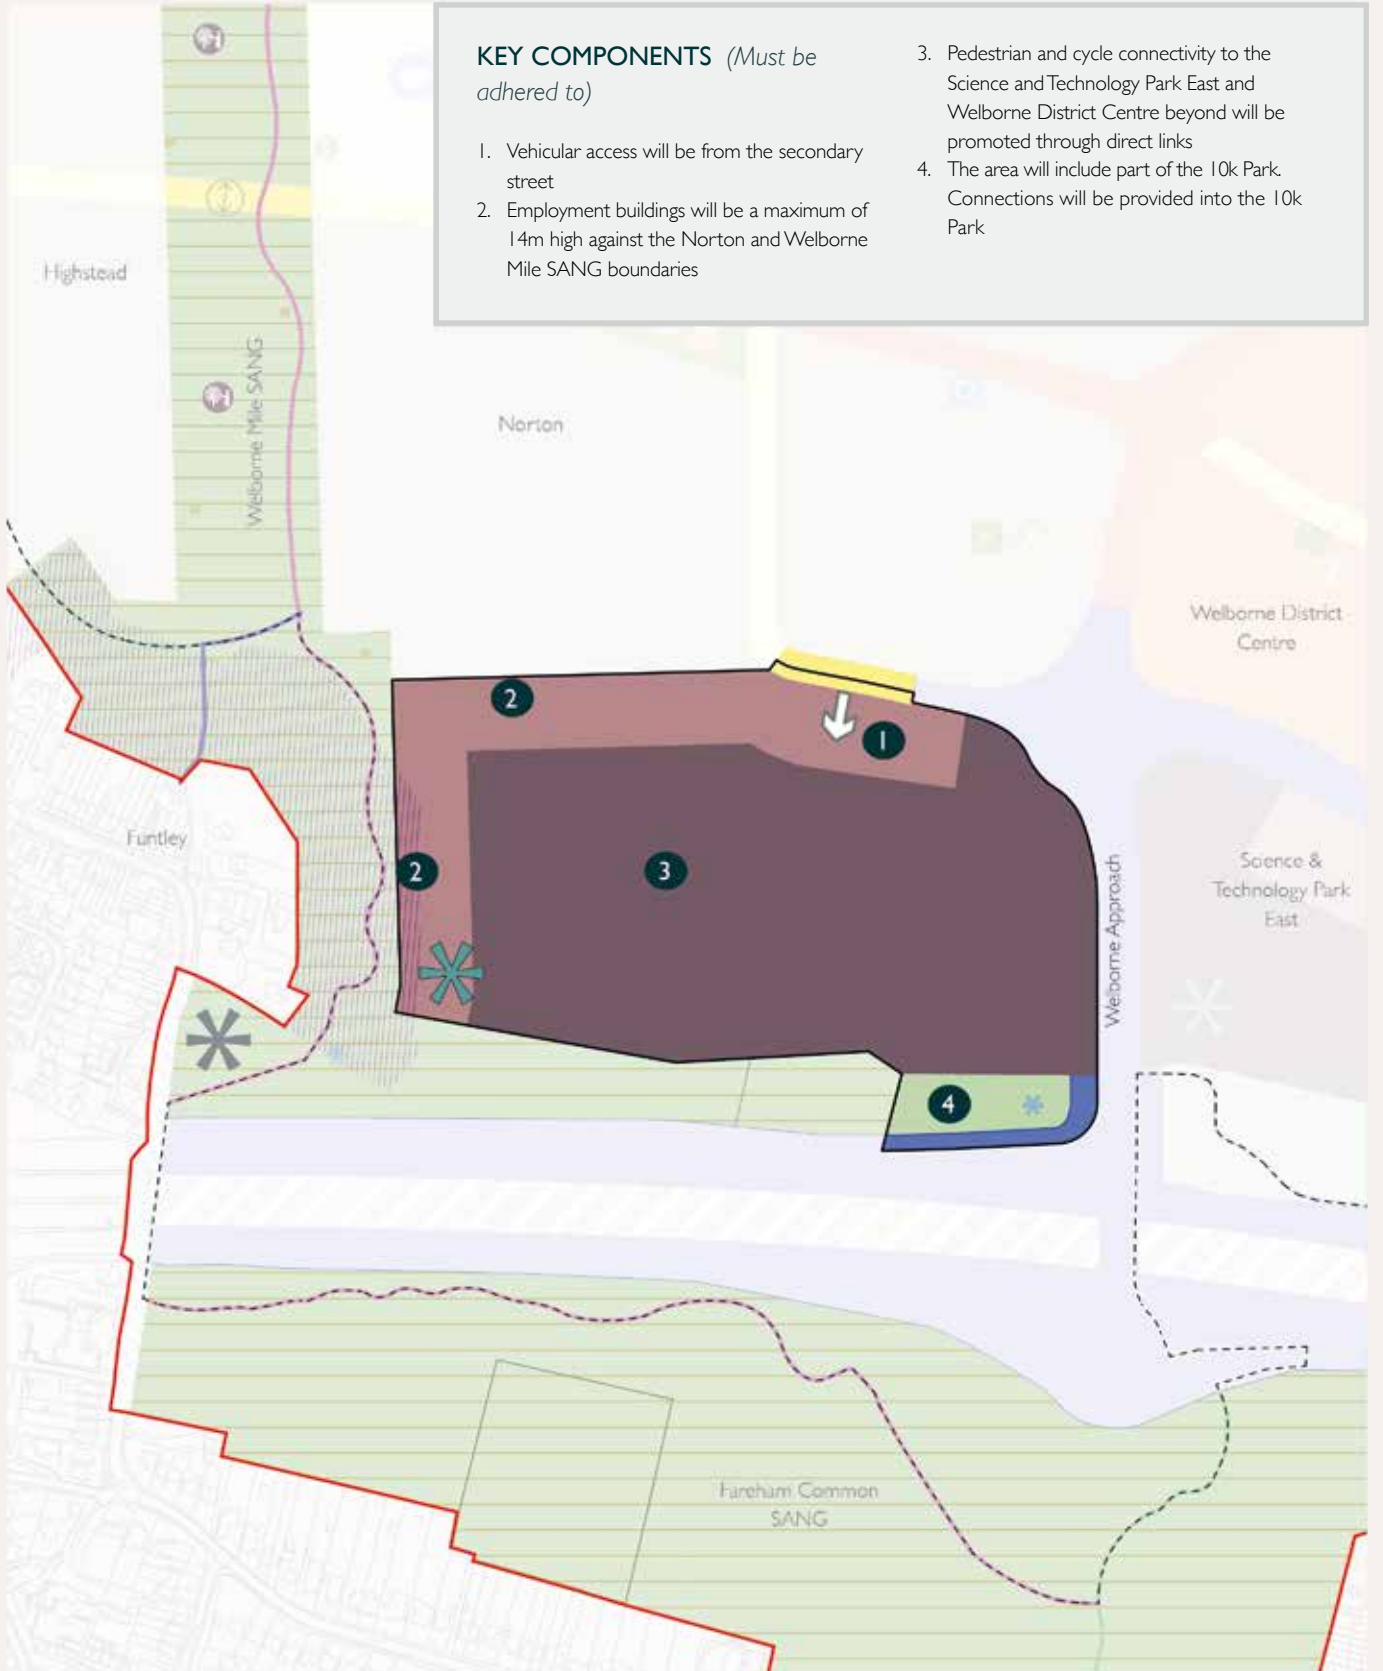 KEY COMPONENTS (Must be
adhered to)
1. Vehicular access will be from the secondary
street
2. Employment buildings will be a maximum of
14m high against the Norton and Welborne
Mile SANG boundaries
3. Pedestrian and cycle connectivity to the
Science and Technology Park East and
Welborne District Centre beyond will be
promoted through direct links
4. The area will include part of the 10k Park.
Connections will be provided into the 10k
Park
Highstead
Welborne Mile SANG
Norton
Welborne District
Centre
2
1
Funtley
2
3
Welborne Approach
Science &
Technology Park
East
4
Fareham Common
SANG